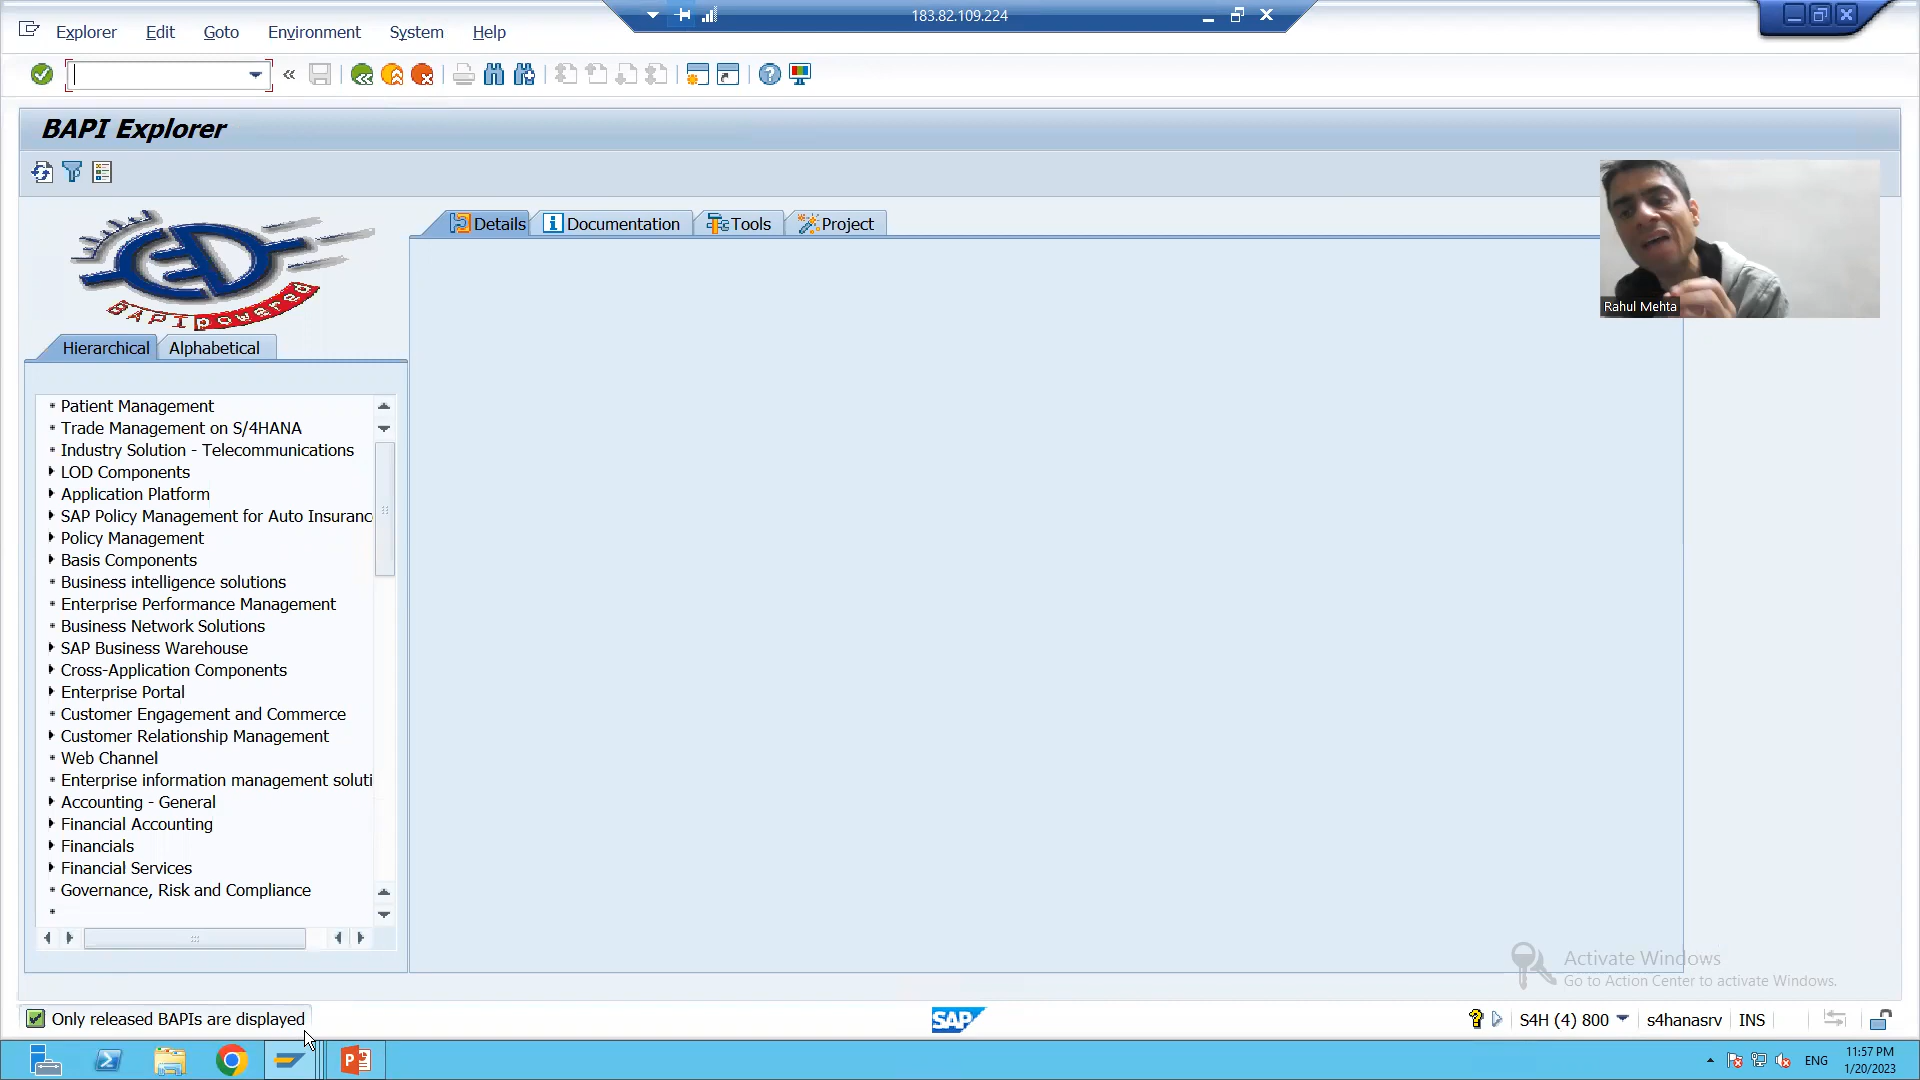 183.82.109.224
Explorer Edit Goto Environment System Help
BAPI Explorer
BAPI powered
Rahul Mehta
Details Documentation Tools Project
Hierarchical Alphabetical
Patient Management
Trade Management on S/4HANA
Industry Solution - Telecommunications
LOD Components
Application Platform
SAP Policy Management for Auto Insuranc
Policy Management
Basis Components
Business intelligence solutions
Enterprise Performance Management
Business Network Solutions
SAP Business Warehouse
Cross-Application Components
Enterprise Portal
Customer Engagement and Commerce
Customer Relationship Management
Web Channel
Enterprise information management soluti
Accounting - General
Financial Accounting
Financials
Financial Services
Governance, Risk and Compliance
Activate Windows
Go to Action Center to activate Windows.
Only released BAPIs are displayed
SAP
S4H (4) 800 s4hanasrv INS
ENG
11:57 PM
1/20/2023